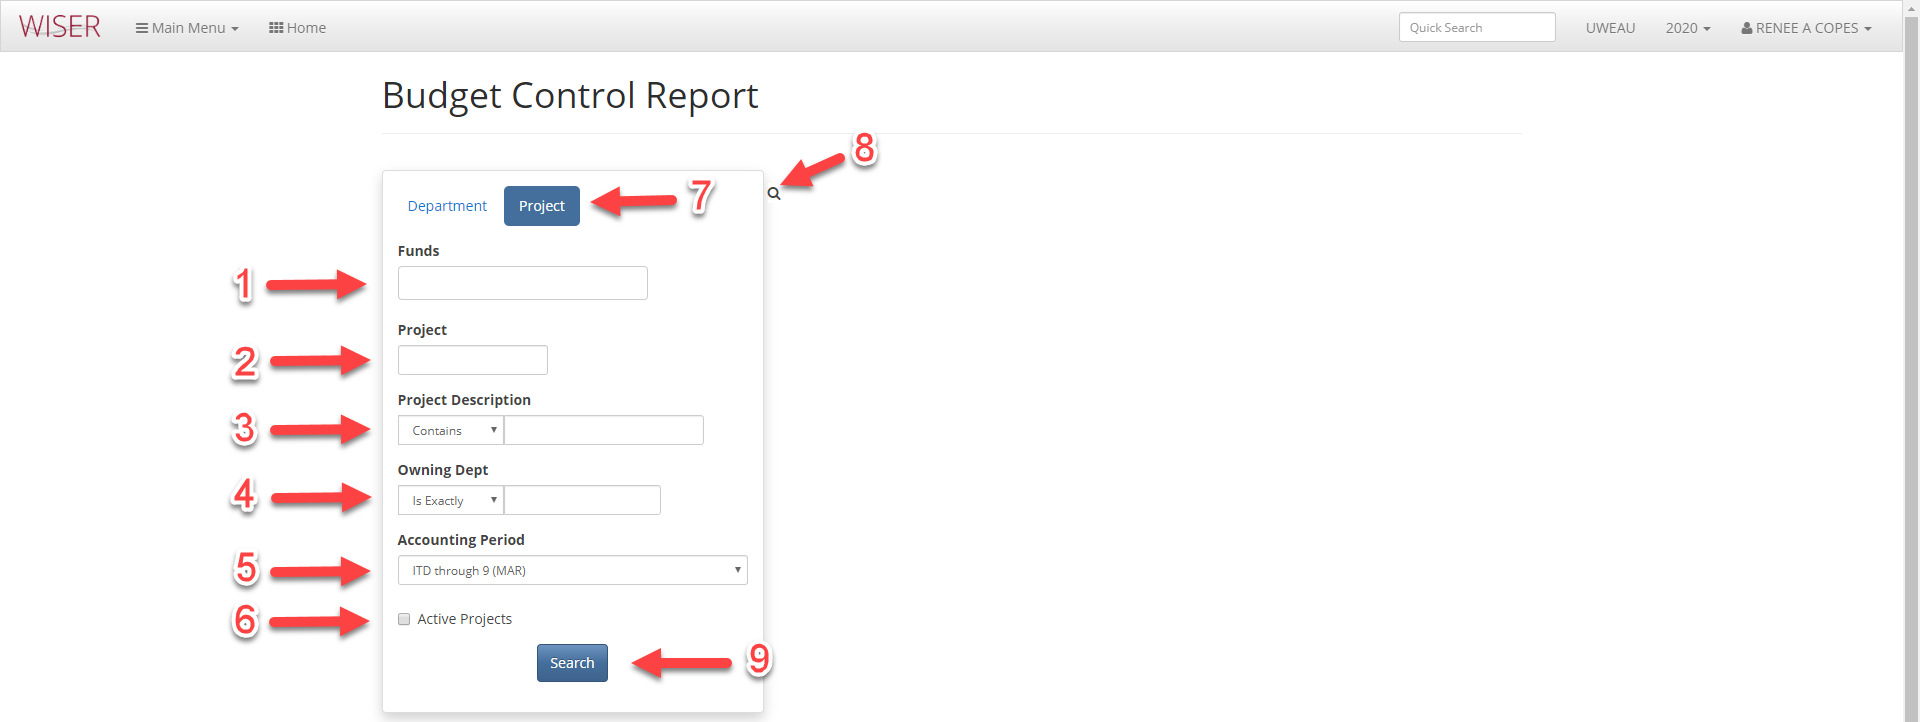 WISER Main Menu Home Quick Search UWEAU 2020 RENEE A COPES
Budget Control Report
8
Department Project 7
Funds
1
Project
2
Project Description
3 Contains
Owning Dept
4 Is Exactly
Accounting Period
5 ITD through 9 (MAR)
6 Active Projects
Search 9